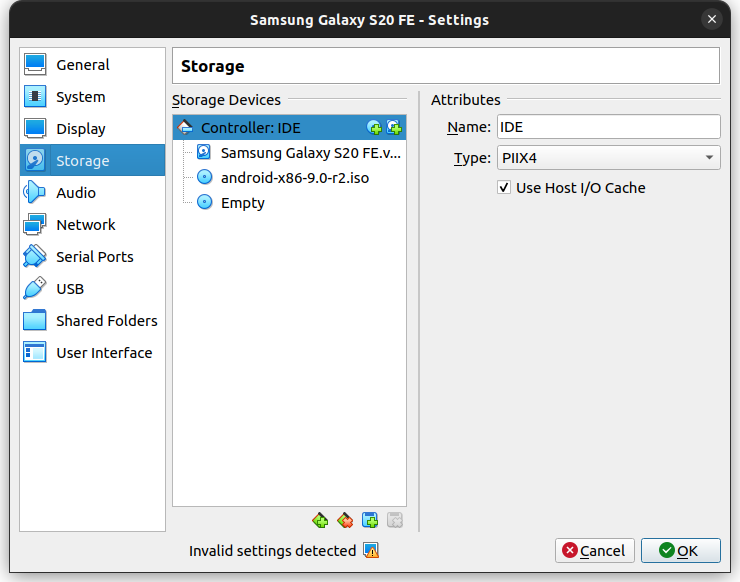 Samsung Galaxy S20 FE - Settings
General
System
Display
Storage
Audio
Network
Serial Ports
USB
Shared Folders
User Interface
Storage
Storage Devices
Controller: IDE
Samsung Galaxy S20 FE.v...
android-x86-9.0-r2.iso
Empty
Attributes
Name: IDE
Type: PIIX4
Use Host I/O Cache
Invalid settings detected
Cancel
OK